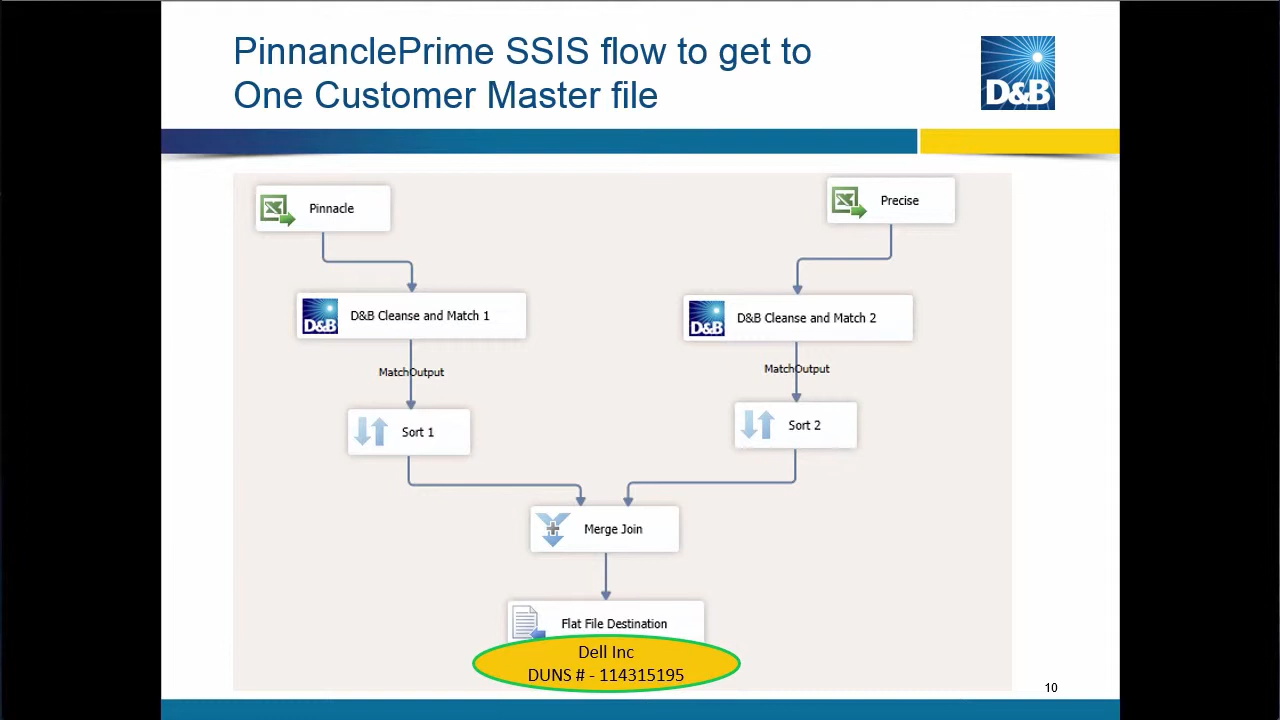 PinnanclePrime SSIS flow to get to
One Customer Master file
D&B
Pinnacle
Precise
D&B
D&B Cleanse and Match 1
D&B
D&B Cleanse and Match 2
MatchOutput
MatchOutput
Sort 1
Sort 2
Merge Join
Flat File Destination
Dell Inc
DUNS # - 114315195
10